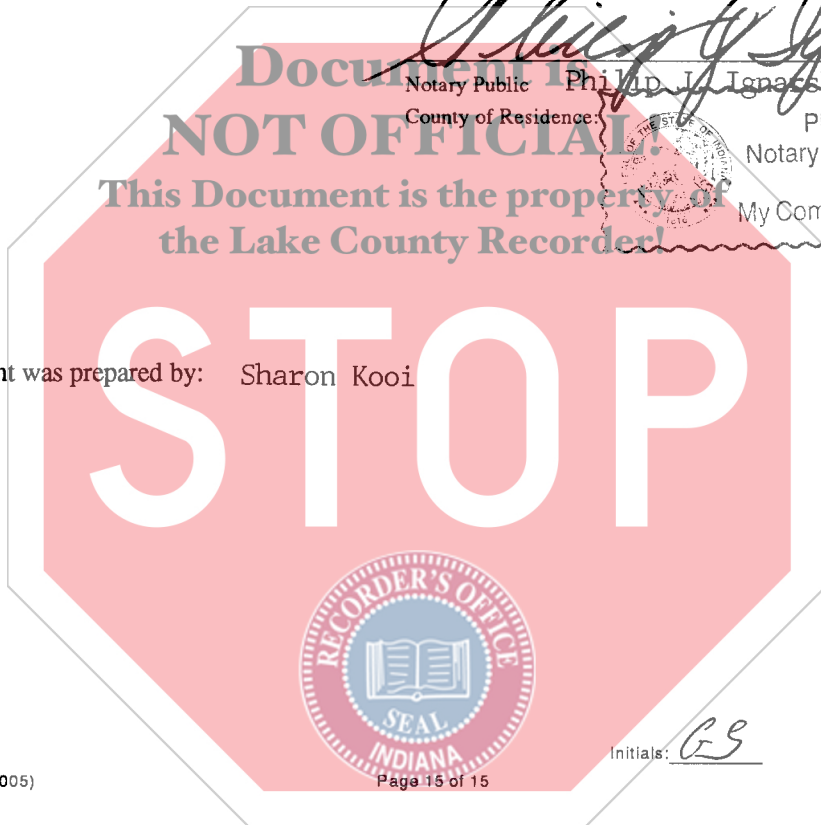 Document is
Notary Public Philip J. Ignars
NOT OFFICIAL!
County of Residence:
P
Notary
This Document is the property of
My Com
the Lake County Recorder!
nt was prepared by: Sharon Kooi
STOP
RECORDER'S OFFICE
SEAL
INDIANA
Initials: GS
005)
Page 15 of 15